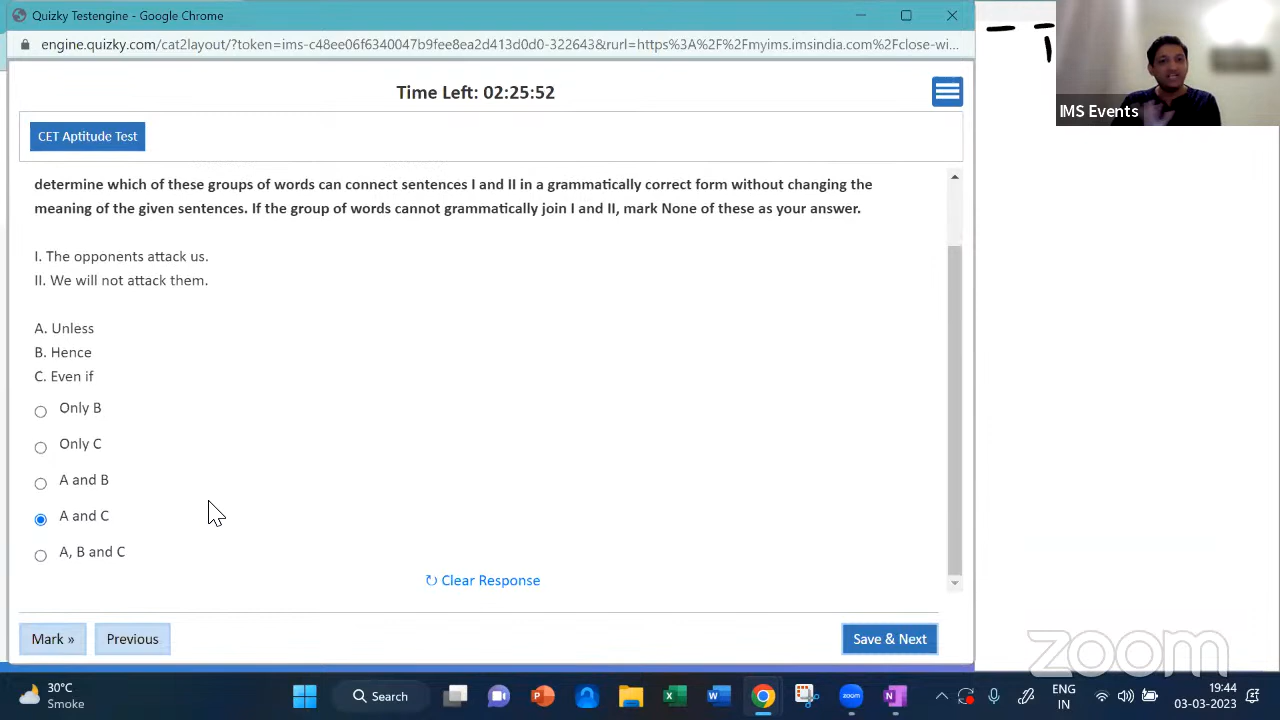 Quizky Testengine - Google Chrome
engine.quizky.com/cat2layout/?token=ims-c48ec06f6340047b9fee8ea2d413d0d0-322643&rurl=https%3A%2F%2Fmyims.imsindia.com%2Fclose-wi...
IMS Events
Time Left: 02:25:52
CET Aptitude Test
determine which of these groups of words can connect sentences I and II in a grammatically correct form without changing the
meaning of the given sentences. If the group of words cannot grammatically join I and II, mark None of these as your answer.
I. The opponents attack us.
II. We will not attack them.
A. Unless
B. Hence
C. Even if
Only B
Only C
A and B
A and C
A, B and C
Clear Response
Mark »
Previous
Save & Next
zoom
30°C
Smoke
Search
ENG
IN
19:44
03-03-2023